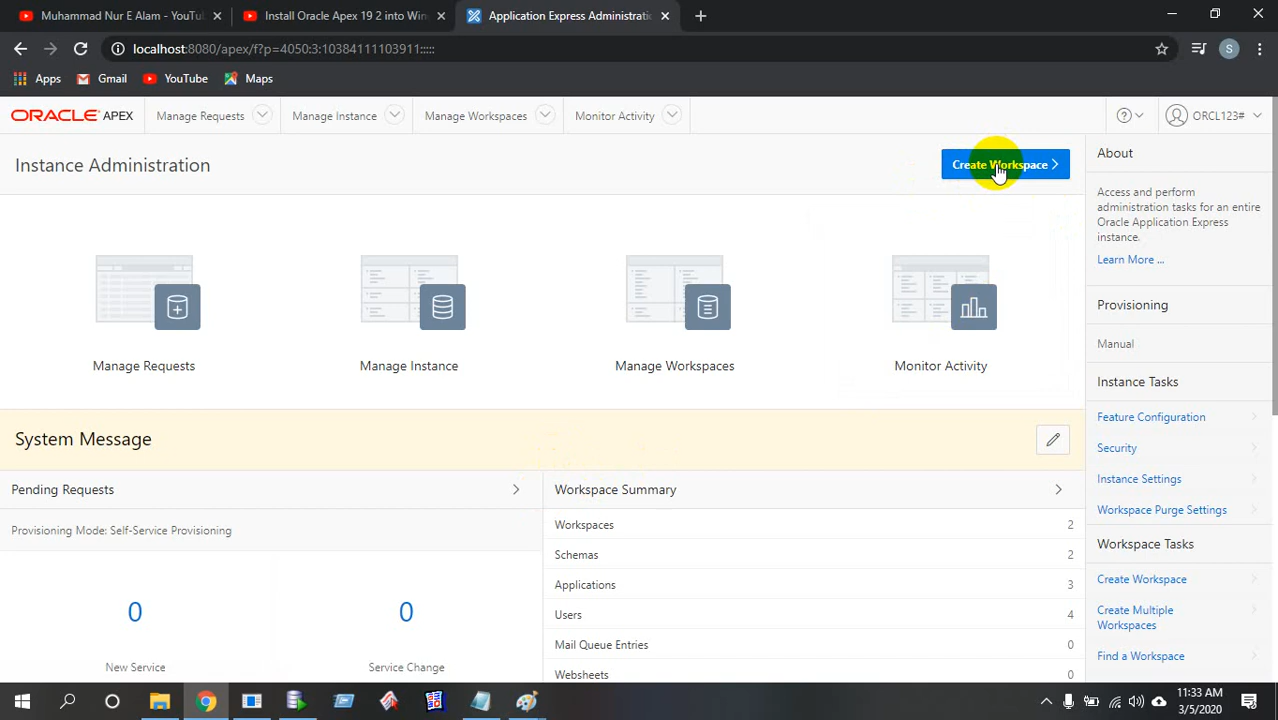 Muhammad Nur E Alam - YouTu
Install Oracle Apex 19 2 into Win
Application Express Administrati
localhost:8080/apex/f?p=4050:3:10384111103911:::::
S
Apps
Gmail
YouTube
Maps
ORACLE APEX
Manage Requests
Manage Instance
Manage Workspaces
Monitor Activity
ORCL123#
Instance Administration
Create Workspace
Manage Requests
Manage Instance
Manage Workspaces
Monitor Activity
System Message
Pending Requests
Provisioning Mode: Self-Service Provisioning
0
New Service
0
Service Change
Workspace Summary
Workspaces 2
Schemas 2
Applications 3
Users 4
Mail Queue Entries 0
Websheets 0
About
Access and perform
administration tasks for an entire
Oracle Application Express
instance.
Learn More ...
Provisioning
Manual
Instance Tasks
Feature Configuration
Security
Instance Settings
Workspace Purge Settings
Workspace Tasks
Create Workspace
Create Multiple
Workspaces
Find a Workspace
11:33 AM
3/5/2020